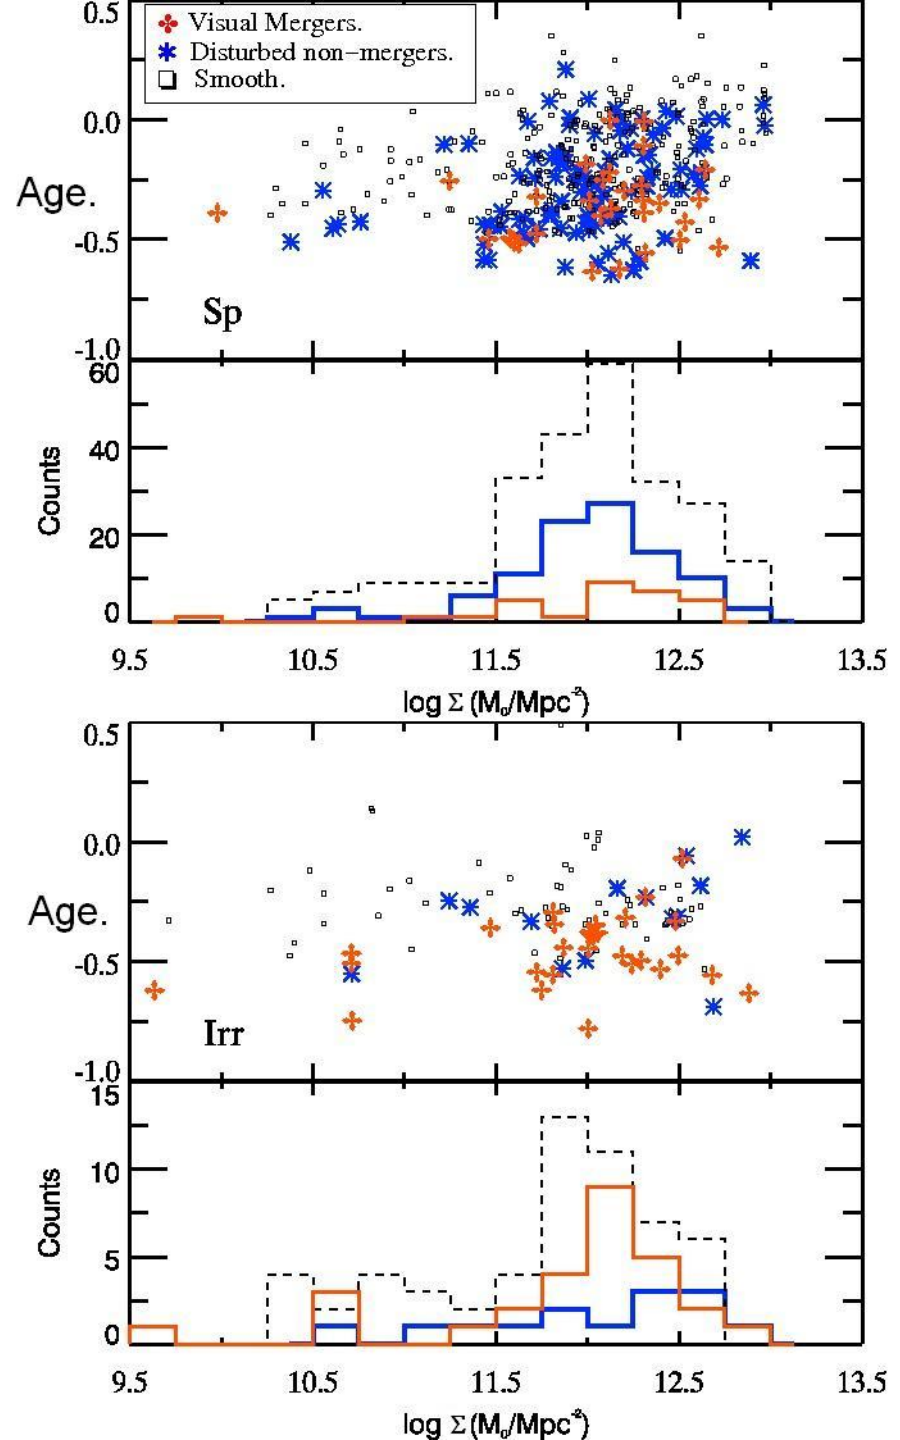 0.5
Visual Mergers.
Disturbed non-mergers.
Smooth.
0.0
Age.
-0.5
Sp
-1.0
60
40
Counts
20
0
9.5 10.5 11.5 12.5 13.5
log Σ (M₀/Mpc⁻²)
0.5
0.0
Age.
-0.5
Irr
-1.0
15
10
Counts
5
0
9.5 10.5 11.5 12.5 13.5
log Σ (M₀/Mpc⁻²)